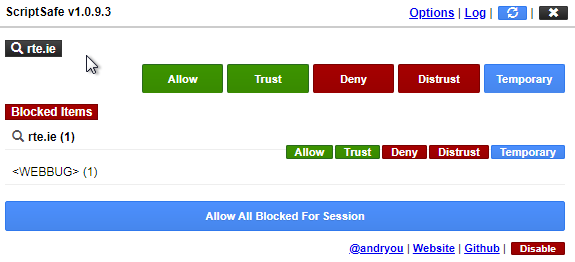 ScriptSafe v1.0.9.3
Options | Log | |
rte.ie
Allow Trust Deny Distrust Temporary
Blocked Items
rte.ie (1)
Allow Trust Deny Distrust Temporary
<WEBBUG> (1)
Allow All Blocked For Session
@andryou | Website | Github | Disable